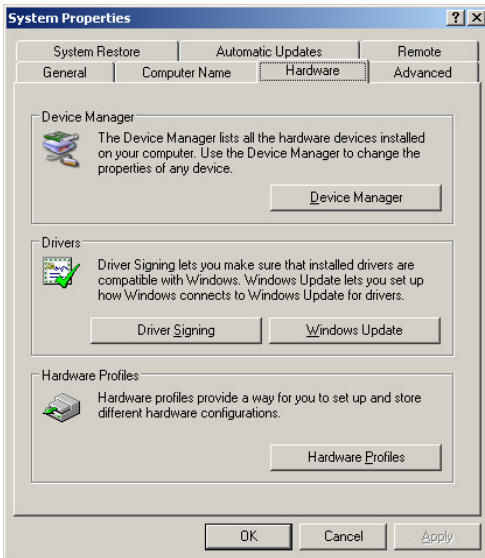 System Properties
System Restore Automatic Updates Remote
General Computer Name Hardware Advanced
Device Manager
The Device Manager lists all the hardware devices installed
on your computer. Use the Device Manager to change the
properties of any device.
Device Manager
Drivers
Driver Signing lets you make sure that installed drivers are
compatible with Windows. Windows Update lets you set up
how Windows connects to Windows Update for drivers.
Driver Signing Windows Update
Hardware Profiles
Hardware profiles provide a way for you to set up and store
different hardware configurations.
Hardware Profiles
OK Cancel Apply